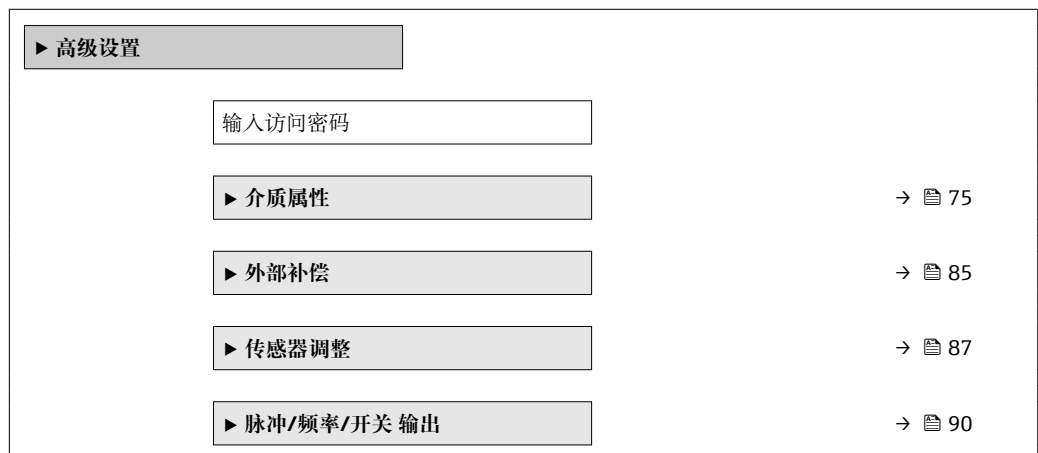 ▶ 高级设置
输入访问密码
▶ 介质属性 → 75
▶ 外部补偿 → 85
▶ 传感器调整 → 87
▶ 脉冲/频率/开关 输出 → 90